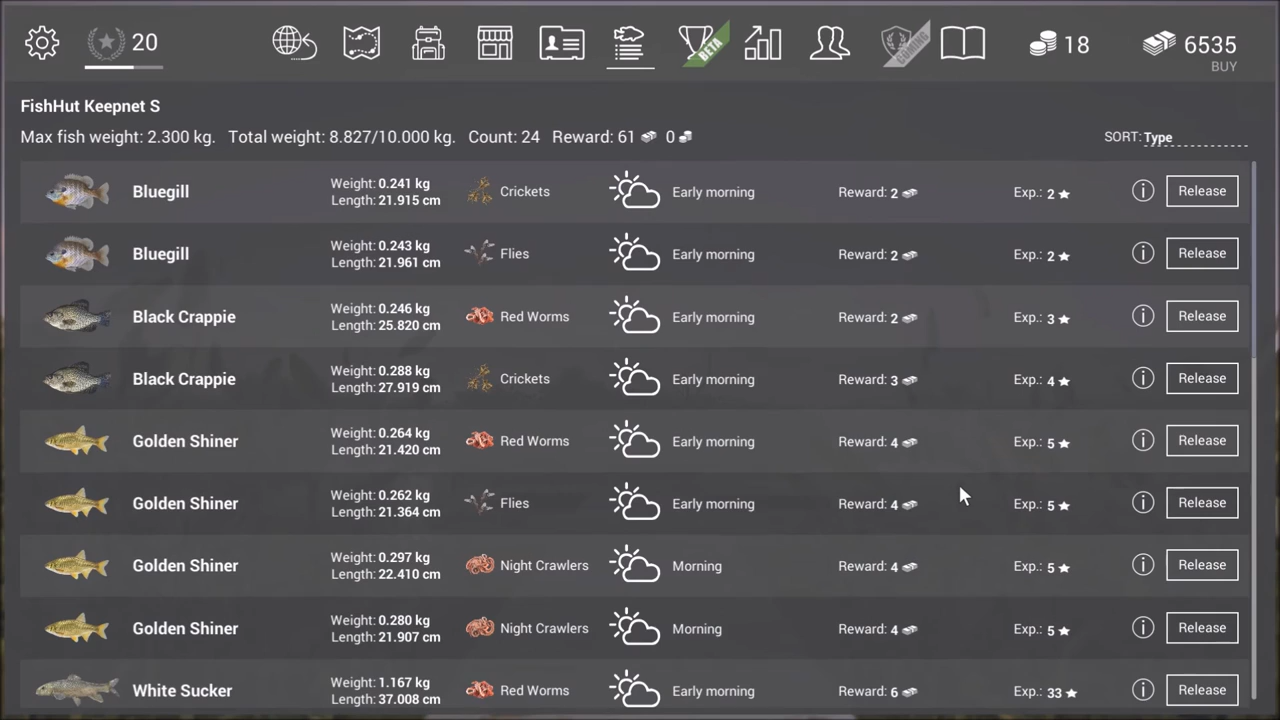 20
BETA
COMING
18
6535
BUY
FishHut Keepnet S
Max fish weight: 2.300 kg. Total weight: 8.827/10.000 kg. Count: 24 Reward: 61 0
SORT: Type
Bluegill Weight: 0.241 kg Crickets Early morning Reward: 2 Exp.: 2 Release
Length: 21.915 cm
Bluegill Weight: 0.243 kg Flies Early morning Reward: 2 Exp.: 2 Release
Length: 21.961 cm
Black Crappie Weight: 0.246 kg Red Worms Early morning Reward: 2 Exp.: 3 Release
Length: 25.820 cm
Black Crappie Weight: 0.288 kg Crickets Early morning Reward: 3 Exp.: 4 Release
Length: 27.919 cm
Golden Shiner Weight: 0.264 kg Red Worms Early morning Reward: 4 Exp.: 5 Release
Length: 21.420 cm
Golden Shiner Weight: 0.262 kg Flies Early morning Reward: 4 Exp.: 5 Release
Length: 21.364 cm
Golden Shiner Weight: 0.297 kg Night Crawlers Morning Reward: 4 Exp.: 5 Release
Length: 22.410 cm
Golden Shiner Weight: 0.280 kg Night Crawlers Morning Reward: 4 Exp.: 5 Release
Length: 21.907 cm
White Sucker Weight: 1.167 kg Red Worms Early morning Reward: 6 Exp.: 33 Release
Length: 37.008 cm